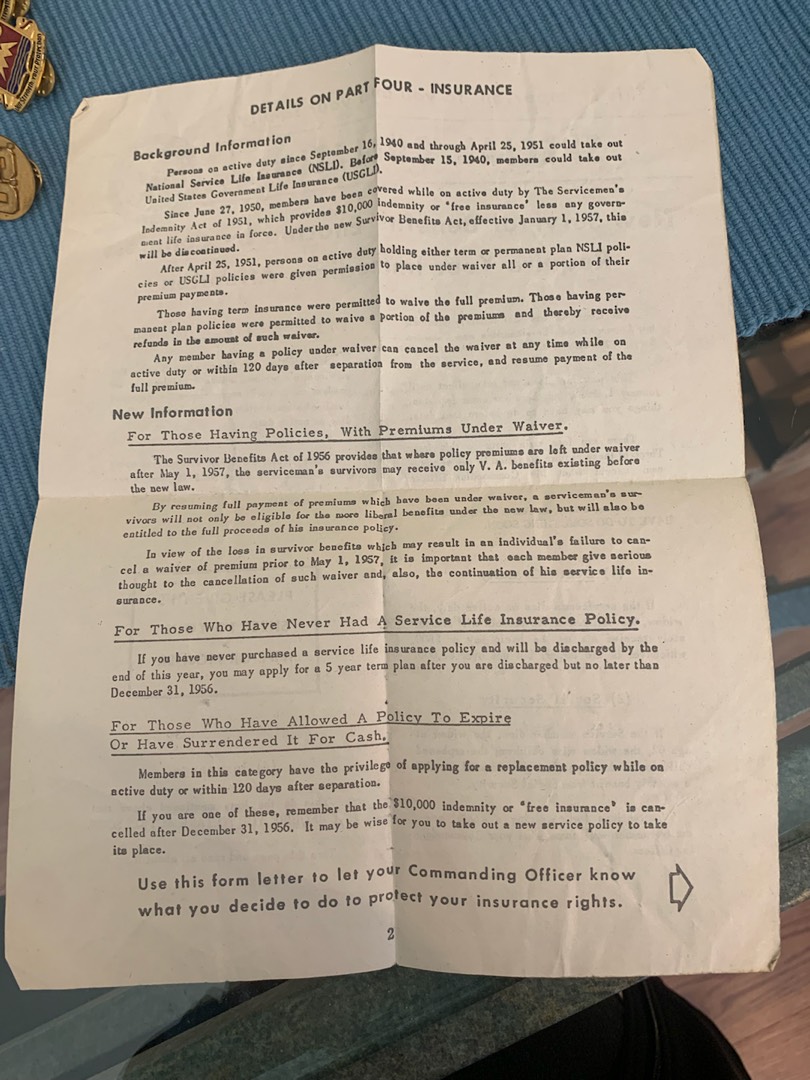 DETAILS ON PART FOUR - INSURANCE
Background Information
Persons on active duty since September 16, 1940 and through April 25, 1951 could take out
National Service Life Insurance (NSLI). Before September 15, 1940, members could take out
United States Government Life Insurance (USGLI).
Since June 27, 1950, members have been covered while on active duty by The Servicemen's
Indemnity Act of 1951, which provides $10,000 indemnity or "free insurance" less any govern-
ment life insurance in force. Under the new Survivor Benefits Act, effective January 1, 1957, this
will be discontinued.
After April 25, 1951, persons on active duty holding either term or permanent plan NSLI poli-
cies or USGLI policies were given permission to place under waiver all or a portion of their
premium payments.
Those having term insurance were permitted to waive the full premium. Those having per-
manent plan policies were permitted to waive a portion of the premiums and thereby receive
refunds in the amount of such waiver.
Any member having a policy under waiver can cancel the waiver at any time while on
active duty or within 120 days after separation from the service, and resume payment of the
full premium.
New Information
For Those Having Policies, With Premiums Under Waiver.
The Survivor Benefits Act of 1956 provides that where policy premiums are left under waiver
after May 1, 1957, the serviceman's survivors may receive only V. A. benefits existing before
the new law.
By resuming full payment of premiums which have been under waiver, a serviceman's sur-
vivors will not only be eligible for the more liberal benefits under the new law, but will also be
entitled to the full proceeds of his insurance policy.
In view of the loss in survivor benefits which may result in an individual's failure to can-
cel a waiver of premium prior to May 1, 1957, it is important that each member give serious
thought to the cancellation of such waiver and, also, the continuation of his service life in-
surance.
For Those Who Have Never Had A Service Life Insurance Policy.
If you have never purchased a service life insurance policy and will be discharged by the
end of this year, you may apply for a 5 year term plan after you are discharged but no later than
December 31, 1956.
For Those Who Have Allowed A Policy To Expire
Or Have Surrendered It For Cash.
Members in this category have the privilege of applying for a replacement policy while on
active duty or within 120 days after separation.
If you are one of these, remember that the $10,000 indemnity or "free insurance" is can-
celled after December 31, 1956. It may be wise for you to take out a new service policy to take
its place.
Use this form letter to let your Commanding Officer know
what you decide to do to protect your insurance rights.
2